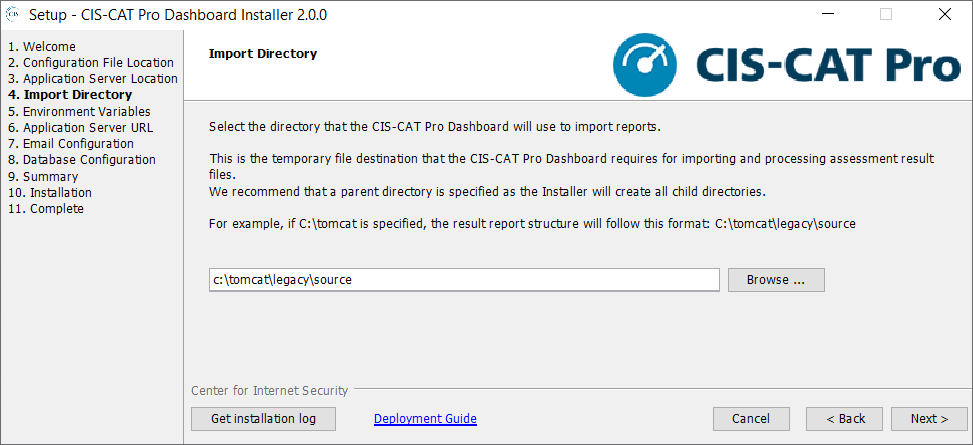 CIS Setup - CIS-CAT Pro Dashboard Installer 2.0.0
1. Welcome
2. Configuration File Location
3. Application Server Location
4. Import Directory
5. Environment Variables
6. Application Server URL
7. Email Configuration
8. Database Configuration
9. Summary
10. Installation
11. Complete
Import Directory
CIS-CAT Pro
Select the directory that the CIS-CAT Pro Dashboard will use to import reports.
This is the temporary file destination that the CIS-CAT Pro Dashboard requires for importing and processing assessment result
files.
We recommend that a parent directory is specified as the Installer will create all child directories.
For example, if C:\tomcat is specified, the result report structure will follow this format: C:\tomcat\legacy\source
c:\tomcat\legacy\source
Browse ...
Center for Internet Security
Get installation log
Deployment Guide
Cancel
< Back
Next >